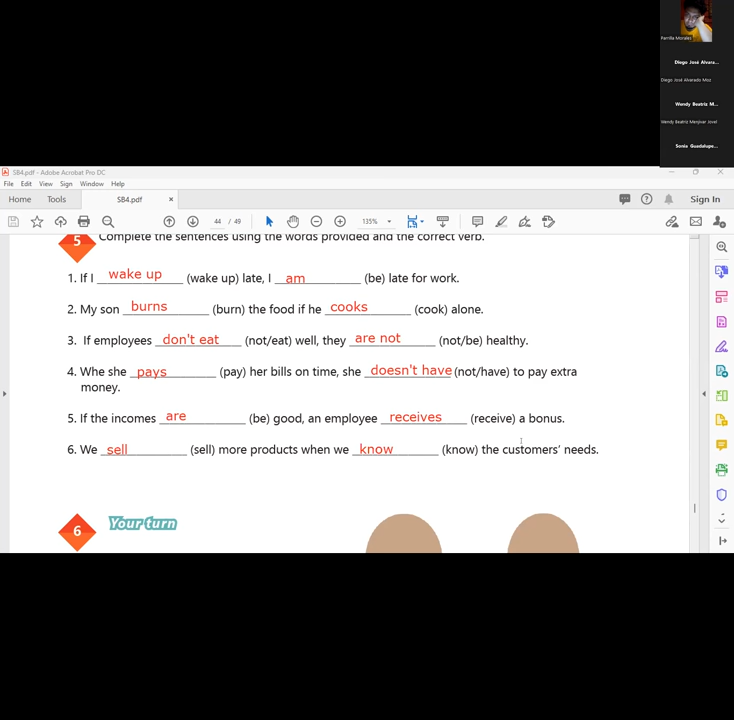 Parrilla Morales
Diego José Alvara...
Diego José Alvarado Moz
Wendy Beatriz M...
Wendy Beatriz Menjivar Jovel
Sonia Guadalupe...
SB4.pdf - Adobe Acrobat Pro DC
File Edit View Sign Window Help
Home Tools SB4.pdf × Sign In
44 / 49 135%
5 Complete the sentences using the words provided and the correct verb.
1. If I wake up (wake up) late, I am (be) late for work.
2. My son burns (burn) the food if he cooks (cook) alone.
3. If employees don't eat (not/eat) well, they are not (not/be) healthy.
4. Whe she pays (pay) her bills on time, she doesn't have (not/have) to pay extra
money.
5. If the incomes are (be) good, an employee receives (receive) a bonus.
6. We sell (sell) more products when we know (know) the customers' needs.
6 Your turn